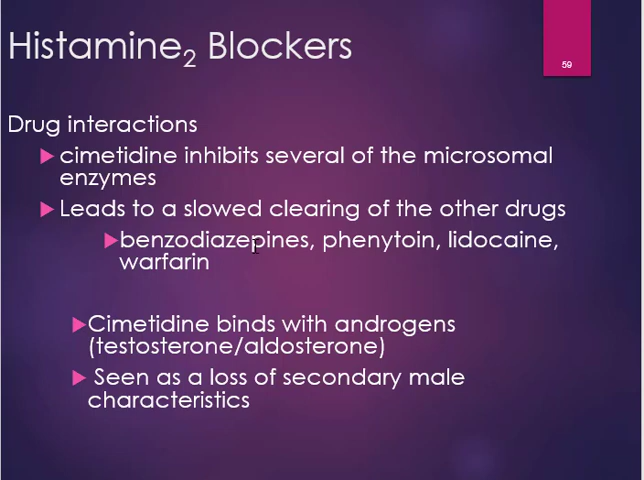 Histamine₂ Blockers
59
Drug interactions
cimetidine inhibits several of the microsomal
enzymes
Leads to a slowed clearing of the other drugs
benzodiazepines, phenytoin, lidocaine,
warfarin
Cimetidine binds with androgens
(testosterone/aldosterone)
Seen as a loss of secondary male
characteristics